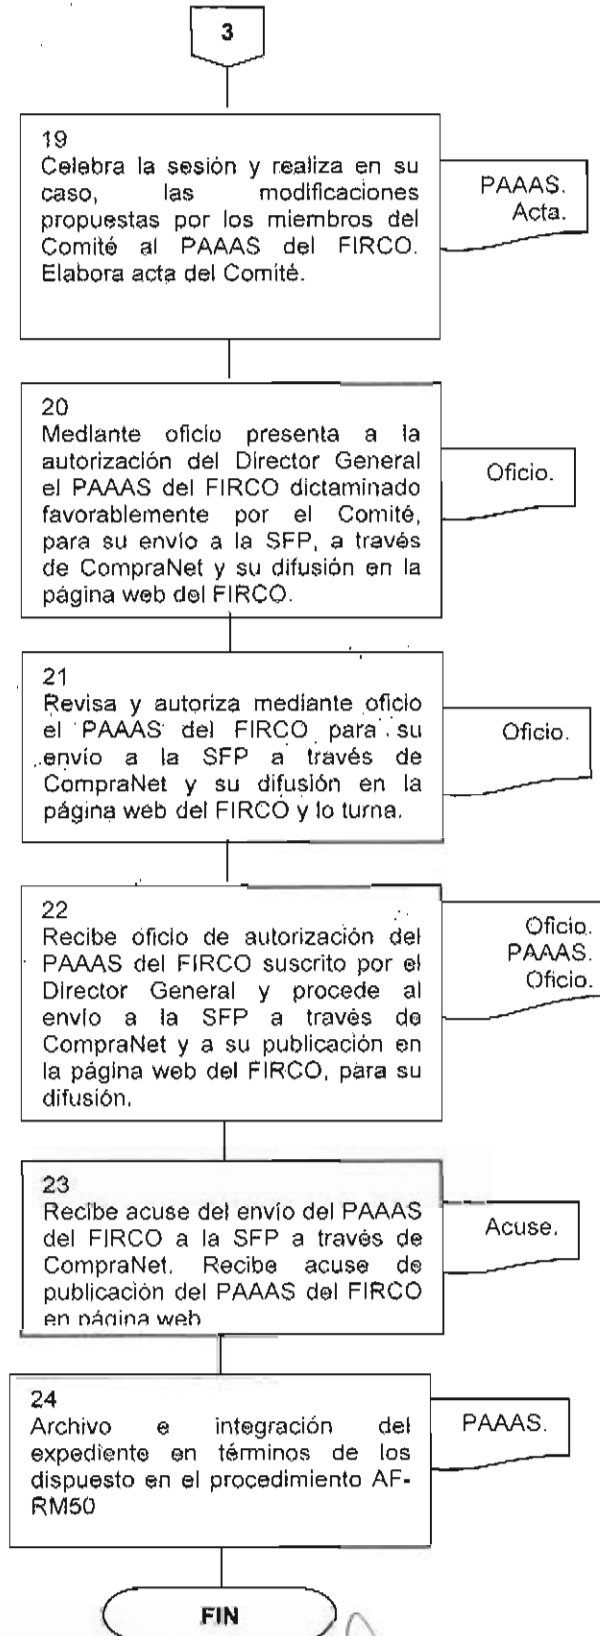 3
19
Celebra la sesión y realiza en su
caso, las modificaciones
propuestas por los miembros del
Comité al PAAAS del FIRCO.
Elabora acta del Comité.
PAAAS.
Acta.
20
Mediante oficio presenta a la
autorización del Director General
el PAAAS del FIRCO dictaminado
favorablemente por el Comité,
para su envío a la SFP, a través
de CompraNet y su difusión en la
página web del FIRCO.
Oficio.
21
Revisa y autoriza mediante oficio
el PAAAS del FIRCO para su
envío a la SFP a través de
CompraNet y su difusión en la
página web del FIRCO y lo turna.
Oficio.
22
Recibe oficio de autorización del
PAAAS del FIRCO suscrito por el
Director General y procede al
envío a la SFP a través de
CompraNet y a su publicación en
la página web del FIRCO, para su
difusión.
Oficio.
PAAAS.
Oficio.
23
Recibe acuse del envío del PAAAS
del FIRCO a la SFP a través de
CompraNet. Recibe acuse de
publicación del PAAAS del FIRCO
en página web
Acuse.
24
Archivo e integración del
expediente en términos de los
dispuesto en el procedimiento AF-
RM50
PAAAS.
FIN